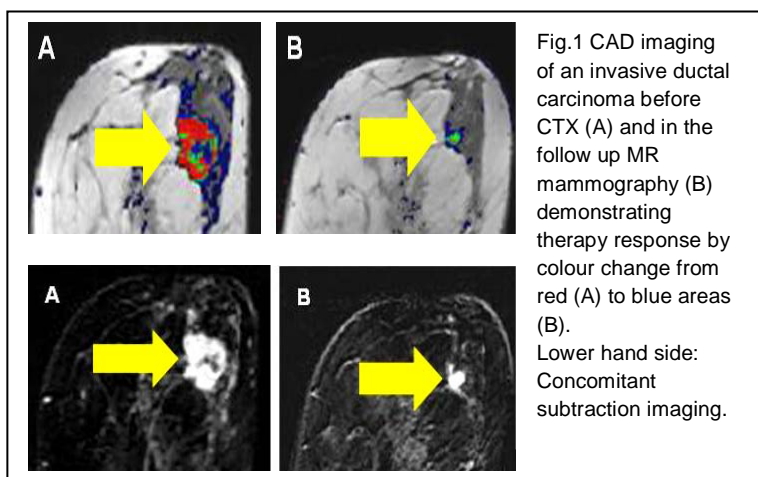 A
B
A
B
Fig.1 CAD imaging
of an invasive ductal
carcinoma before
CTX (A) and in the
follow up MR
mammography (B)
demonstrating
therapy response by
colour change from
red (A) to blue areas
(B).
Lower hand side:
Concomitant
subtraction imaging.